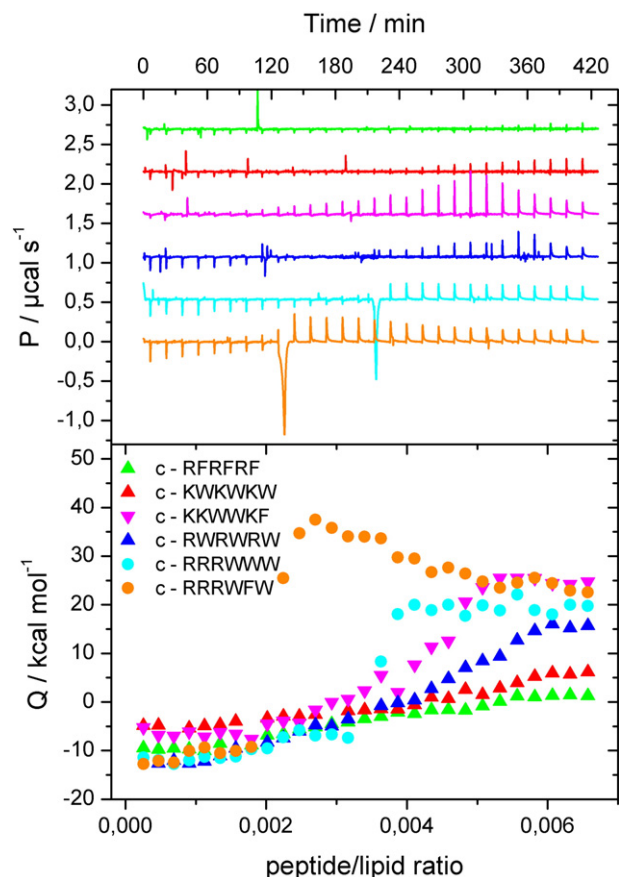 Time / min
0 60 120 180 240 300 360 420
3,0
2,5
2,0
1,5
1,0
0,5
0,0
-0,5
-1,0
P / µcal s⁻¹
50
40
30
20
10
0
-10
-20
Q / kcal mol⁻¹
c - RFRFRF
c - KWKWKW
c - KKWWKF
c - RWRWRW
c - RRRWWW
c - RRRWFW
0,000 0,002 0,004 0,006
peptide/lipid ratio